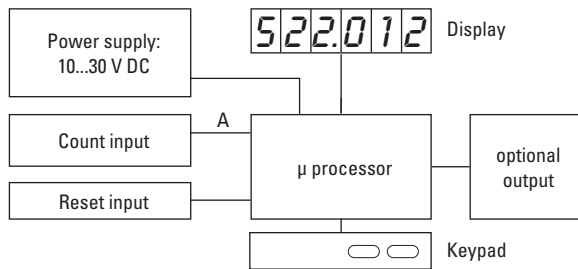 Power supply:
10...30 V DC
522.012
Display
A
Count input
µ processor
optional
output
Reset input
Keypad